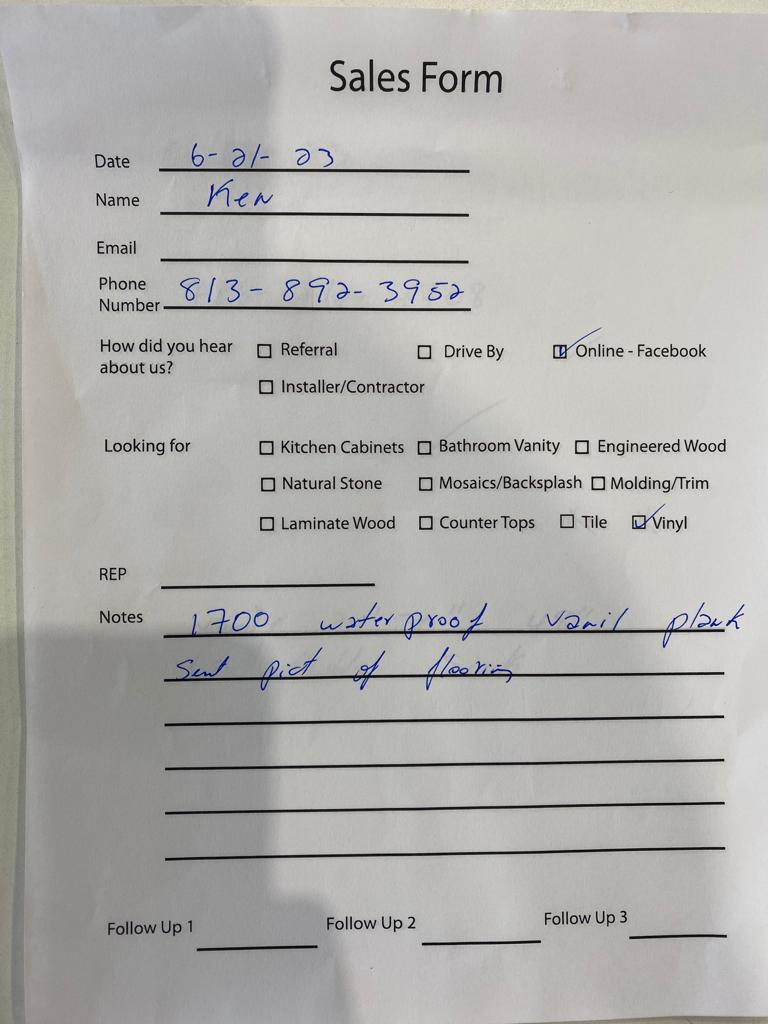 Sales Form
Date 6-21-23
Name Ken
Email
Phone Number 813-892-3952
How did you hear about us? ☐ Referral ☐ Drive By ☑ Online - Facebook
☐ Installer/Contractor
Looking for ☐ Kitchen Cabinets ☐ Bathroom Vanity ☐ Engineered Wood
☐ Natural Stone ☐ Mosaics/Backsplash ☐ Molding/Trim
☐ Laminate Wood ☐ Counter Tops ☐ Tile ☑ Vinyl
REP
Notes 1700 waterproof vanil plank
Sent pict of flooring
Follow Up 1 Follow Up 2 Follow Up 3